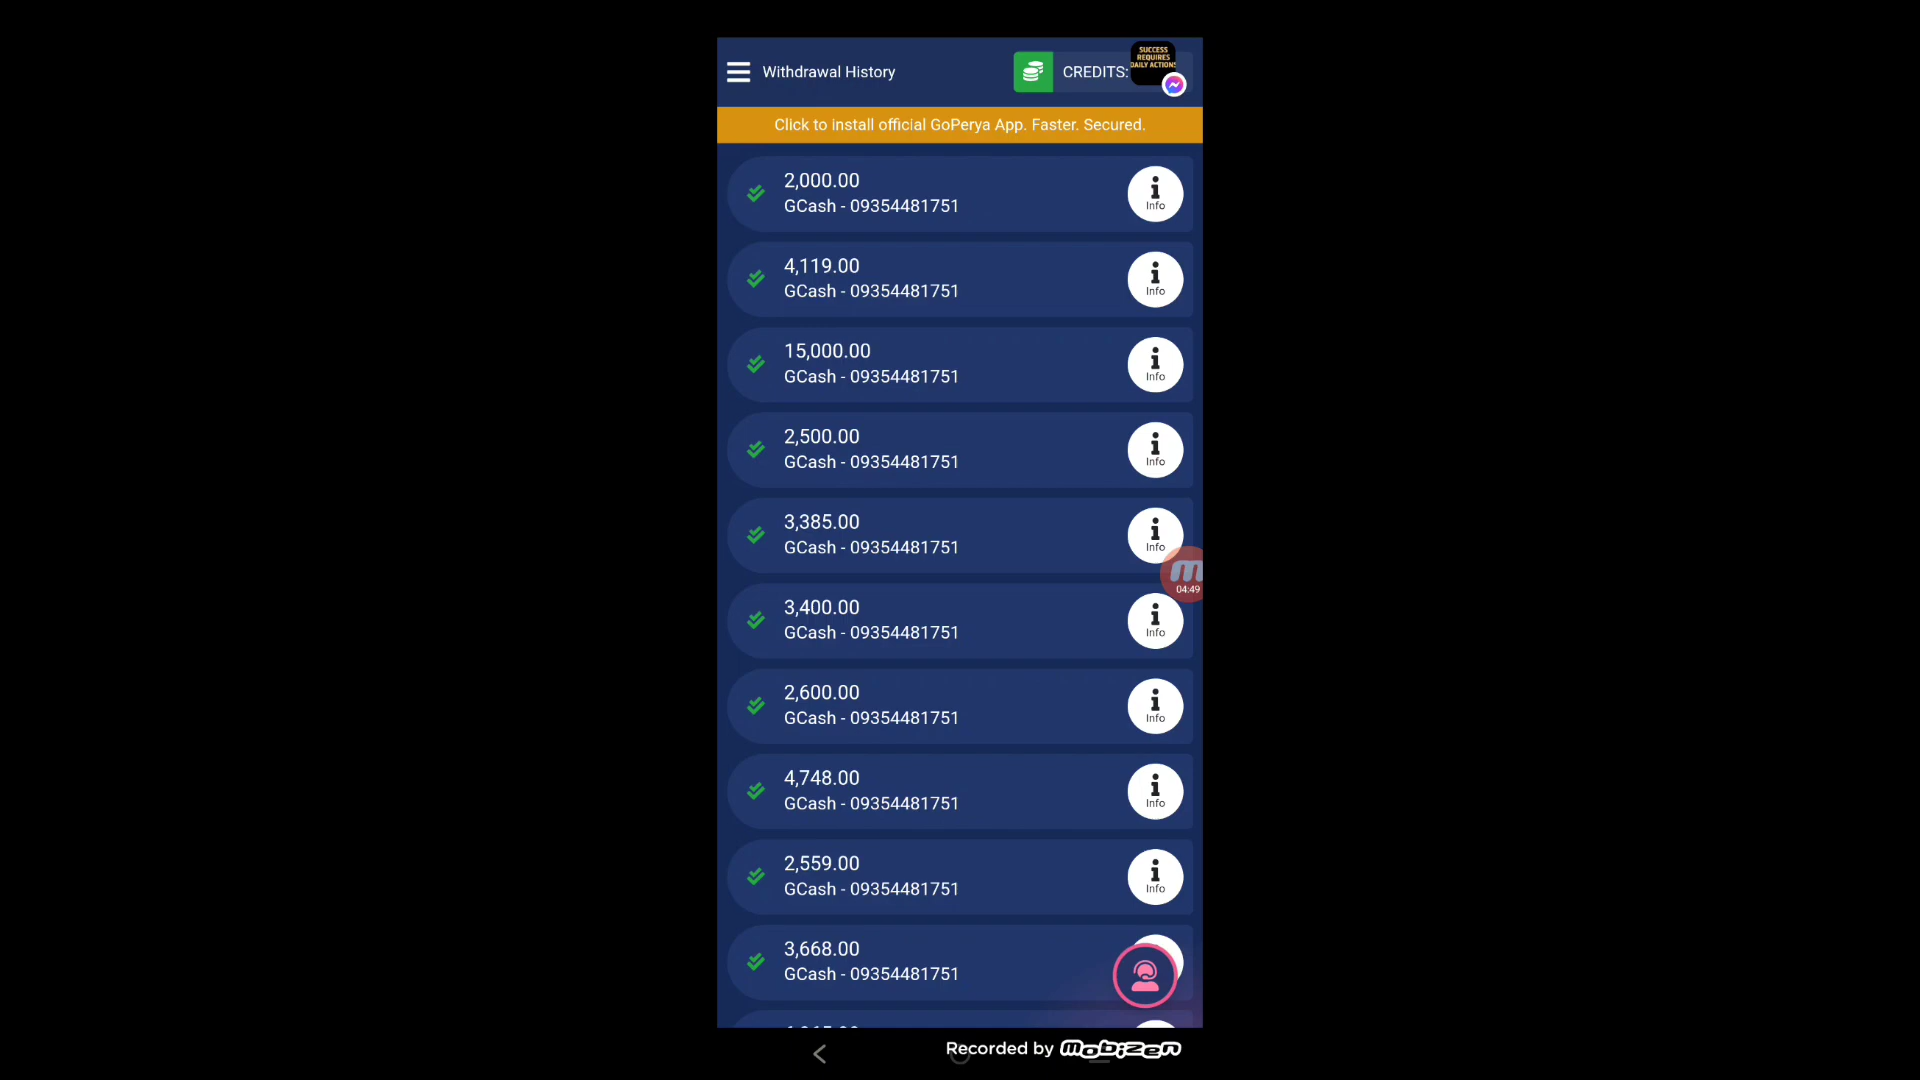 Withdrawal History
CREDITS:
SUCCESS
REQUIRES
DAILY ACTIONS
Click to install official GoPerya App. Faster. Secured.
2,000.00
GCash - 09354481751
Info
4,119.00
GCash - 09354481751
Info
15,000.00
GCash - 09354481751
Info
2,500.00
GCash - 09354481751
Info
3,385.00
GCash - 09354481751
Info
04:49
3,400.00
GCash - 09354481751
Info
2,600.00
GCash - 09354481751
Info
4,748.00
GCash - 09354481751
Info
2,559.00
GCash - 09354481751
Info
3,668.00
GCash - 09354481751
Recorded by Mobizen